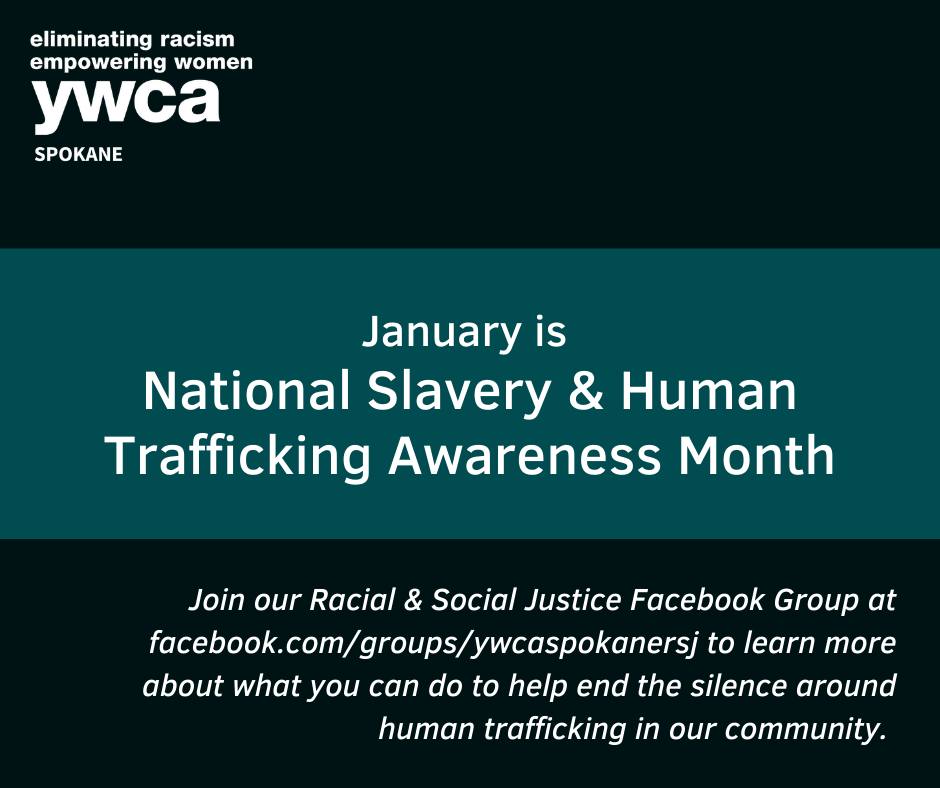 eliminating racism
empowering women
ywca
SPOKANE
January is
National Slavery & Human
Trafficking Awareness Month
Join our Racial & Social Justice Facebook Group at
facebook.com/groups/ywcaspokanersj to learn more
about what you can do to help end the silence around
human trafficking in our community.